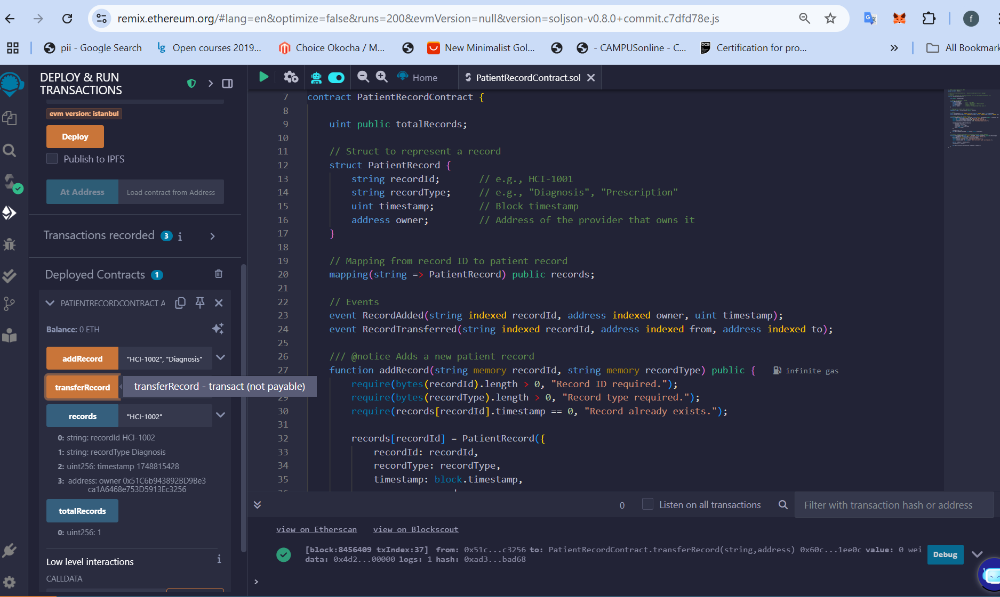 remix.ethereum.org/#lang=en&optimize=false&runs=200&evmVersion=null&version=soljson-v0.8.0+commit.c7dfd78e.js
f
pii - Google Search
lg Open courses 2019...
Choice Okocha / M...
New Minimalist Gol...
- CAMPUSonline - C...
bcs Certification for pro...
All Bookmark
DEPLOY & RUN
TRANSACTIONS
evm version: istanbul
Deploy
Publish to IPFS
At Address
Load contract from Address
Transactions recorded 3 i
Deployed Contracts 1
PATIENTRECORDCONTRACT A
Balance: 0 ETH
addRecord
"HCI-1002", "Diagnosis"
transferRecord
transferRecord - transact (not payable)
records
"HCI-1002"
0: string: recordId HCI-1002
1: string: recordType Diagnosis
2: uint256: timestamp 1748815428
3: address: owner 0x51C6b943892BD9Be3
ca1A6468e753D5913Ec3256
totalRecords
0: uint256: 1
Low level interactions i
CALLDATA
Home
PatientRecordContract.sol
7 contract PatientRecordContract {
8
9 uint public totalRecords;
10
11 // Struct to represent a record
12 struct PatientRecord {
13 string recordId; // e.g., HCI-1001
14 string recordType; // e.g., "Diagnosis", "Prescription"
15 uint timestamp; // Block timestamp
16 address owner; // Address of the provider that owns it
17 }
18
19 // Mapping from record ID to patient record
20 mapping(string => PatientRecord) public records;
21
22 // Events
23 event RecordAdded(string indexed recordId, address indexed owner, uint timestamp);
24 event RecordTransferred(string indexed recordId, address indexed from, address indexed to);
25
26 /// @notice Adds a new patient record
27 function addRecord(string memory recordId, string memory recordType) public { infinite gas
require(bytes(recordId).length > 0, "Record ID required.");
29 require(bytes(recordType).length > 0, "Record type required.");
30 require(records[recordId].timestamp == 0, "Record already exists.");
31
32 records[recordId] = PatientRecord({
33 recordId: recordId,
34 recordType: recordType,
35 timestamp: block.timestamp,
0
Listen on all transactions
Filter with transaction hash or address
view on Etherscan view on Blockscout
[block:8456409 txIndex:37] from: 0x51c...c3256 to: PatientRecordContract.transferRecord(string,address) 0x60c...1ee0c value: 0 wei
data: 0x4d2...00000 logs: 1 hash: 0xad3...bad68
Debug
>